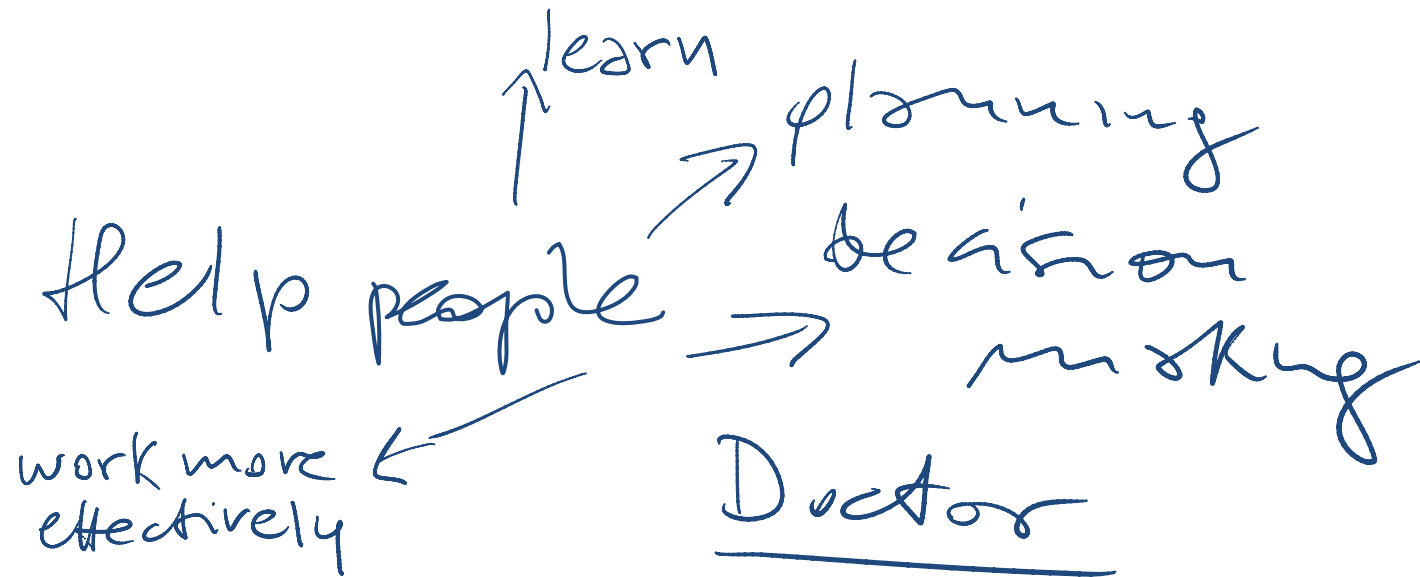 learn
planning
Help people
decision
making
work more
effectively
Doctor